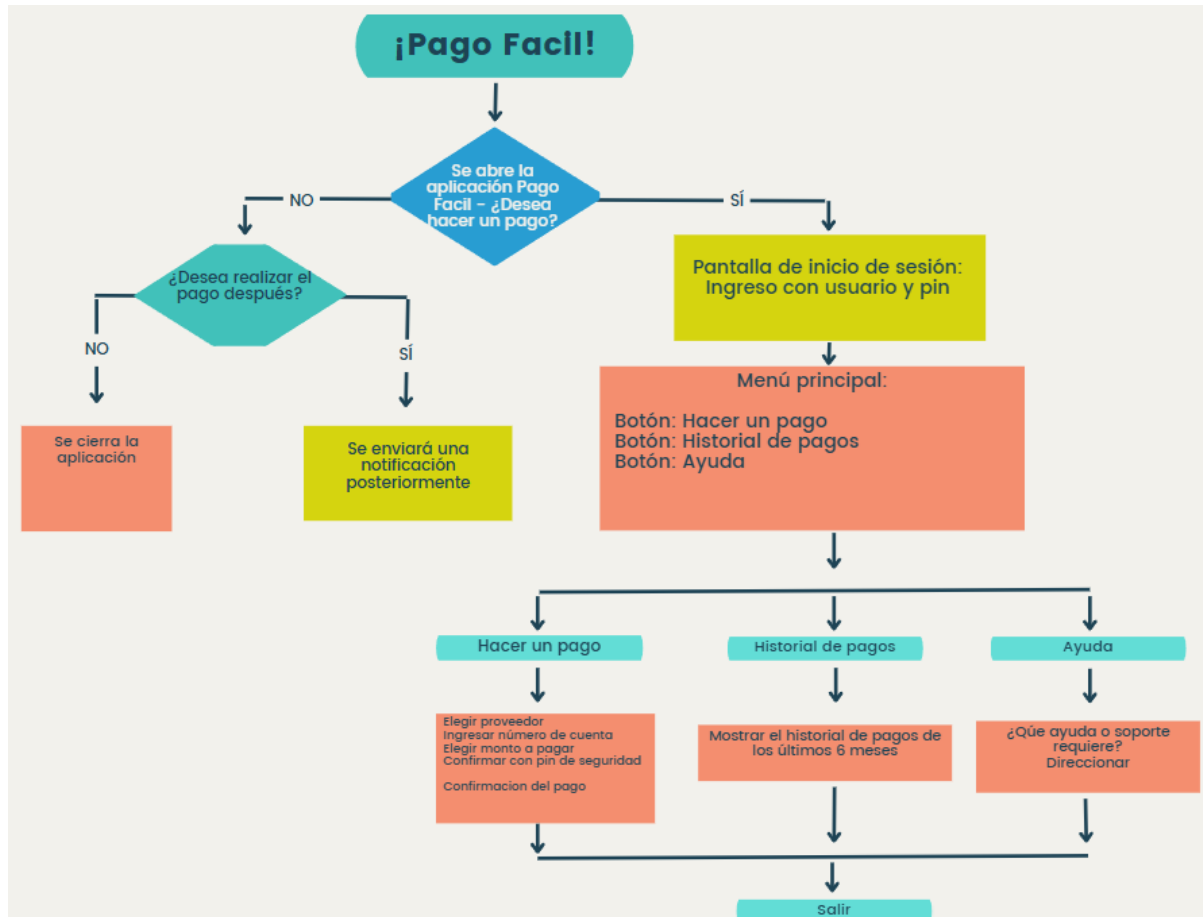 ¡Pago Facil!
Se abre la
aplicación Pago
Facil - ¿Desea
hacer un pago?
NO
SÍ
¿Desea realizar el
pago después?
Pantalla de inicio de sesión:
Ingreso con usuario y pin
NO
SÍ
Se cierra la
aplicación
Se enviará una
notificación
posteriormente
Menú principal:
Botón: Hacer un pago
Botón: Historial de pagos
Botón: Ayuda
Hacer un pago
Historial de pagos
Ayuda
Elegir proveedor
Ingresar número de cuenta
Elegir monto a pagar
Confirmar con pin de seguridad
Confirmacion del pago
Mostrar el historial de pagos de
los últimos 6 meses
¿Qúe ayuda o soporte
requiere?
Direccionar
Salir